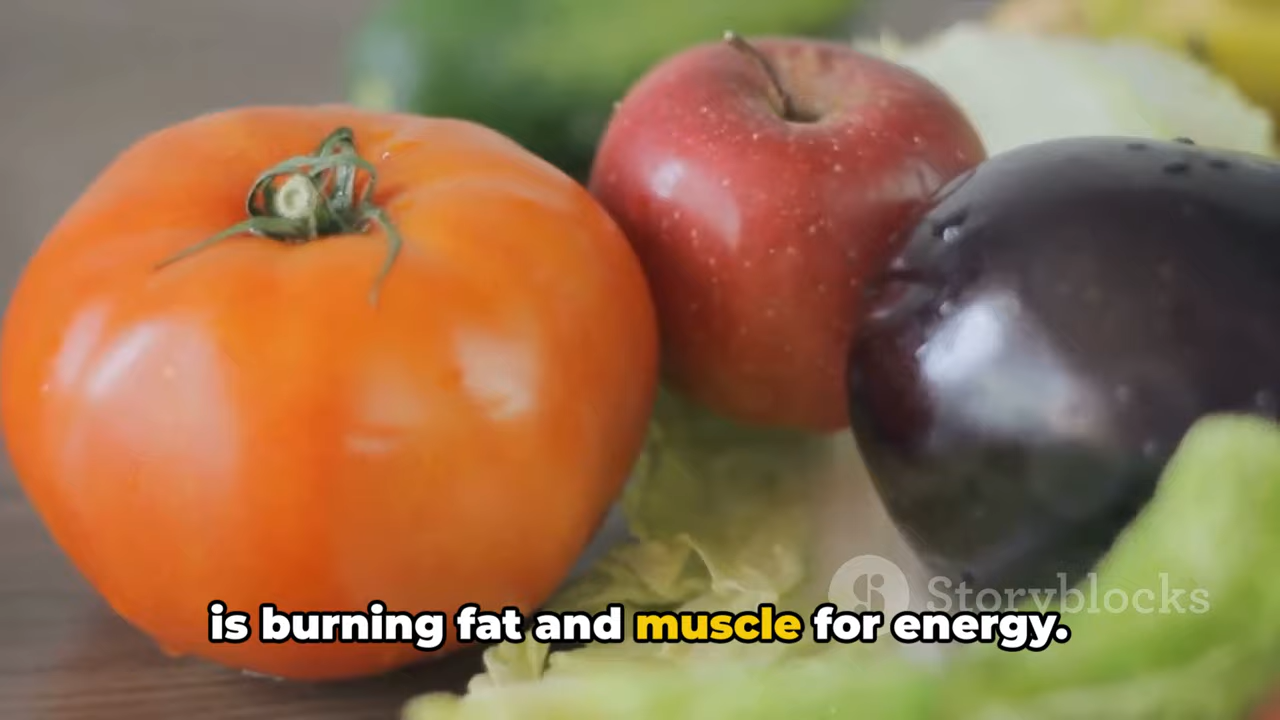 Storyblocks
is burning fat and muscle for energy.